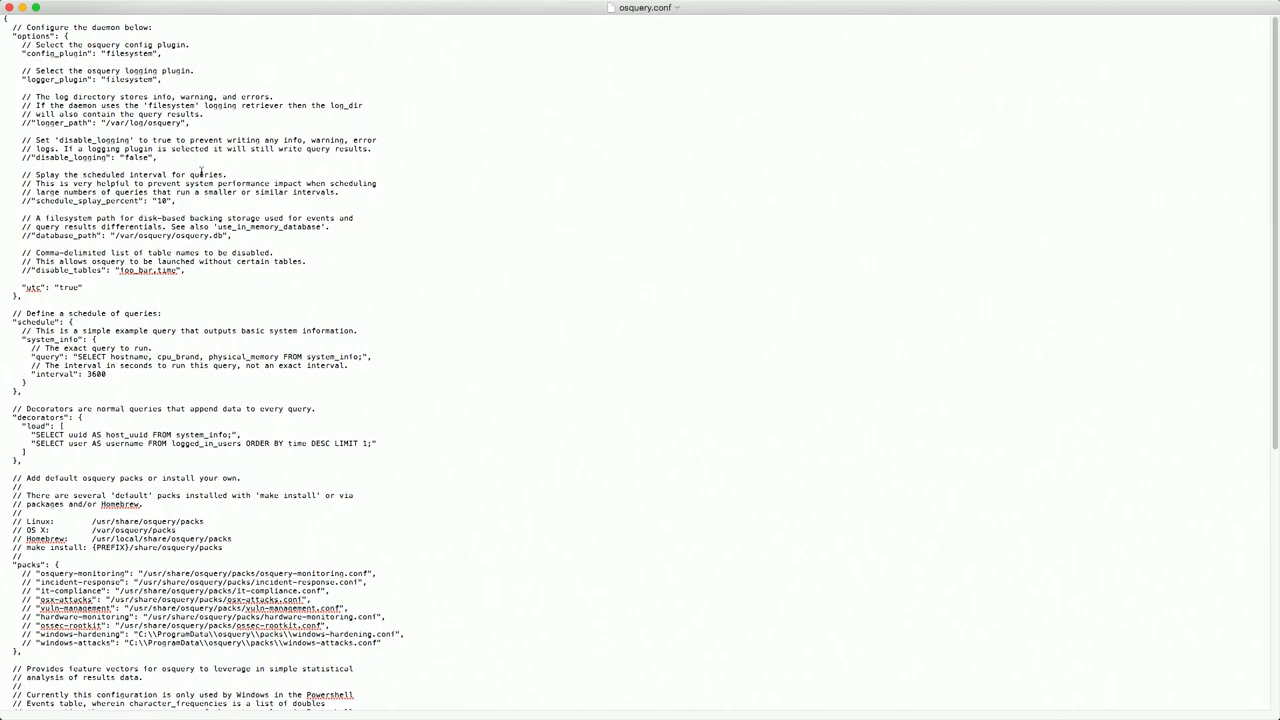 osquery.conf
{
// Configure the daemon below:
"options": {
// Select the osquery config plugin.
"config_plugin": "filesystem",
// Select the osquery logging plugin.
"logger_plugin": "filesystem",
// The log directory stores info, warning, and errors.
// If the daemon uses the 'filesystem' logging retriever then the log_dir
// will also contain the query results.
//"logger_path": "/var/log/osquery",
// Set 'disable_logging' to true to prevent writing any info, warning, error
// logs. If a logging plugin is selected it will still write query results.
//"disable_logging": "false",
// Splay the scheduled interval for queries.
// This is very helpful to prevent system performance impact when scheduling
// large numbers of queries that run a smaller or similar intervals.
//"schedule_splay_percent": "10",
// A filesystem path for disk-based backing storage used for events and
// query results differentials. See also 'use_in_memory_database'.
//"database_path": "/var/osquery/osquery.db",
// Comma-delimited list of table names to be disabled.
// This allows osquery to be launched without certain tables.
//"disable_tables": "foo_bar,time",
"utc": "true"
},
// Define a schedule of queries:
"schedule": {
// This is a simple example query that outputs basic system information.
"system_info": {
// The exact query to run.
"query": "SELECT hostname, cpu_brand, physical_memory FROM system_info;",
// The interval in seconds to run this query, not an exact interval.
"interval": 3600
}
},
// Decorators are normal queries that append data to every query.
"decorators": {
"load": [
"SELECT uuid AS host_uuid FROM system_info;",
"SELECT user AS username FROM logged_in_users ORDER BY time DESC LIMIT 1;"
]
},
// Add default osquery packs or install your own.
//
// There are several 'default' packs installed with 'make install' or via
// packages and/or Homebrew.
//
// Linux: /usr/share/osquery/packs
// OS X: /var/osquery/packs
// Homebrew: /usr/local/share/osquery/packs
// make install: {PREFIX}/share/osquery/packs
//
"packs": {
// "osquery-monitoring": "/usr/share/osquery/packs/osquery-monitoring.conf",
// "incident-response": "/usr/share/osquery/packs/incident-response.conf",
// "it-compliance": "/usr/share/osquery/packs/it-compliance.conf",
// "osx-attacks": "/usr/share/osquery/packs/osx-attacks.conf",
// "vuln-management": "/usr/share/osquery/packs/vuln-management.conf",
// "hardware-monitoring": "/usr/share/osquery/packs/hardware-monitoring.conf",
// "ossec-rootkit": "/usr/share/osquery/packs/ossec-rootkit.conf",
// "windows-hardening": "C:\\ProgramData\\osquery\\packs\\windows-hardening.conf",
// "windows-attacks": "C:\\ProgramData\\osquery\\packs\\windows-attacks.conf"
},
// Provides feature vectors for osquery to leverage in simple statistical
// analysis of results data.
//
// Currently this configuration is only used by Windows in the Powershell
// Events table, wherein character_frequencies is a list of doubles